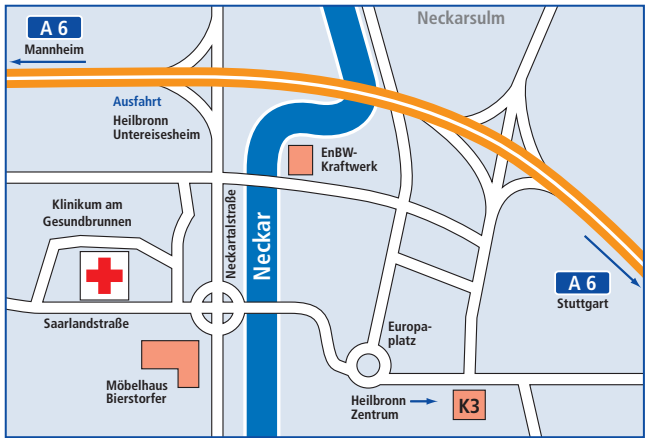 Neckarsulm
A 6
Mannheim
Ausfahrt
Heilbronn
Untereisesheim
EnBW-
Kraftwerk
Klinikum am
Gesundbrunnen
Neckartalstraße
Neckar
A 6
Stuttgart
Saarlandstraße
Europa-
platz
Möbelhaus
Bierstorfer
Heilbronn
Zentrum
K3